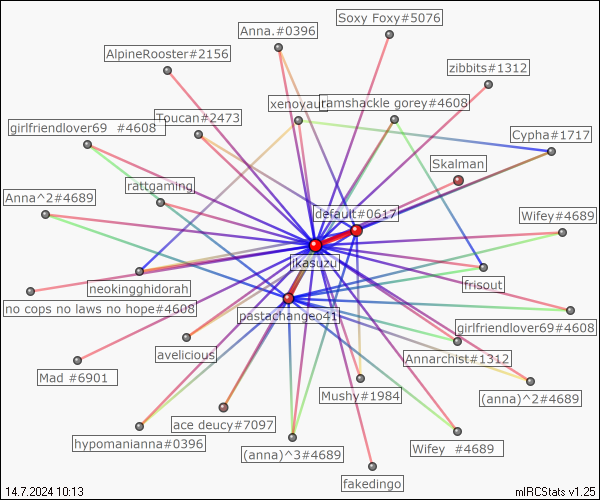 Soxy Foxy#5076
Anna.#0396
AlpineRooster#2156
zibbits#1312
xenoyaur
ramshackle gorey#4608
Toucan#2473
girlfriendlover69 #4608
Cypha#1717
Skalman
rattgaming
Anna^2#4689
default#0617
Wifey#4689
ikasuzu
neokingghidorah
frisout
no cops no laws no hope#4608
pastachangeo41
girlfriendlover69#4608
avelicious
Annarchist#1312
Mad #6901
Mushy#1984
(anna)^2#4689
ace deucy#7097
hypomanianna#0396
(anna)^3#4689
Wifey #4689
fakedingo
14.7.2024 10:13
mIRCStats v1.25